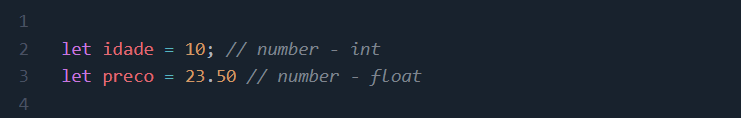 1
2 let idade = 10; // number - int
3 let preco = 23.50 // number - float
4